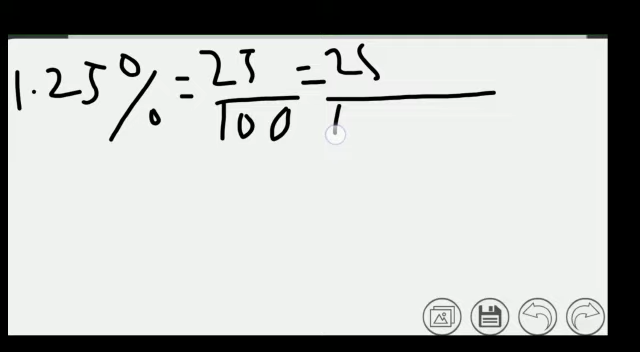 1.25% = 25/100 = 25/1